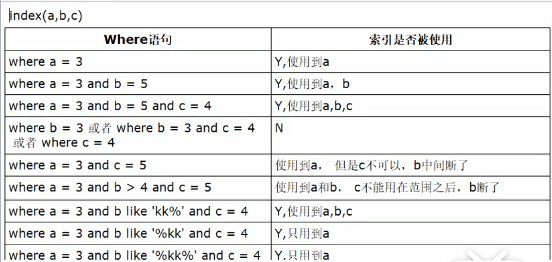 index(a,b,c)
Where语句 索引是否被使用
where a = 3 Y,使用到a
where a = 3 and b = 5 Y,使用到a，b
where a = 3 and b = 5 and c = 4 Y,使用到a,b,c
where b = 3 或者 where b = 3 and c = 4 N
或者 where c = 4
where a = 3 and c = 5 使用到a， 但是c不可以，b中间断了
where a = 3 and b > 4 and c = 5 使用到a和b， c不能用在范围之后，b断了
where a = 3 and b like 'kk%' and c = 4 Y,使用到a,b,c
where a = 3 and b like '%kk' and c = 4 Y,只用到a
where a = 3 and b like '%kk%' and c = 4 Y,只用到a